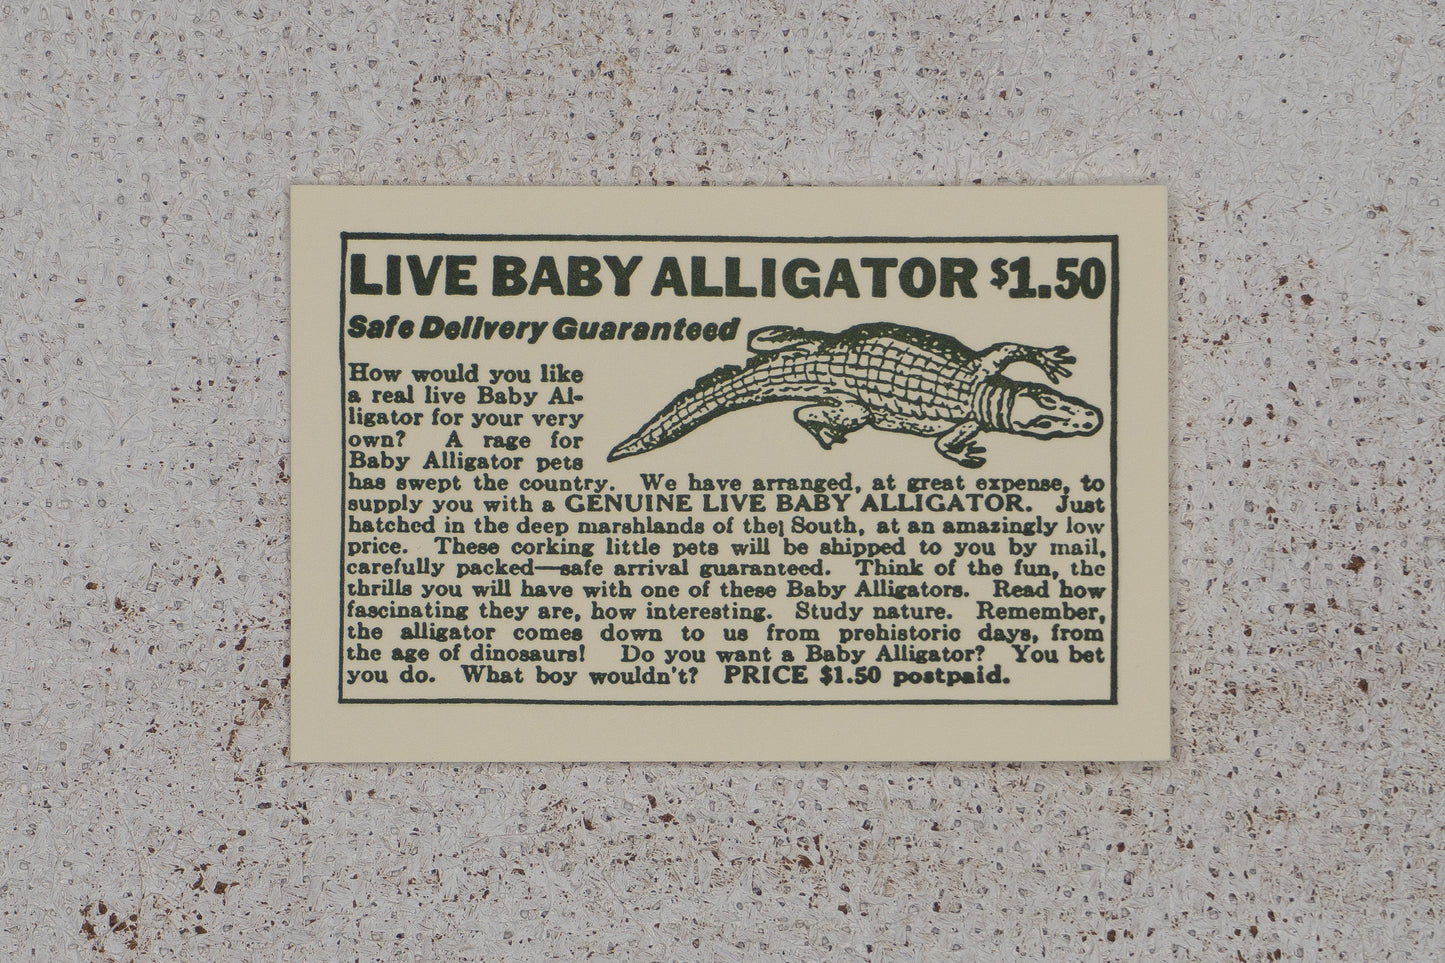 LIVE BABY ALLIGATOR $1.50
Safe Delivery Guaranteed
How would you like
a real live Baby Al-
ligator for your very
own? A rage for
Baby Alligator pets
has swept the country. We have arranged, at great expense, to
supply you with a GENUINE LIVE BABY ALLIGATOR. Just
hatched in the deep marshlands of the South, at an amazingly low
price. These corking little pets will be shipped to you by mail,
carefully packed—safe arrival guaranteed. Think of the fun, the
thrills you will have with one of these Baby Alligators. Read how
fascinating they are, how interesting. Study nature. Remember,
the alligator comes down to us from prehistoric days, from
the age of dinosaurs! Do you want a Baby Alligator? You bet
you do. What boy wouldn't? PRICE $1.50 postpaid.